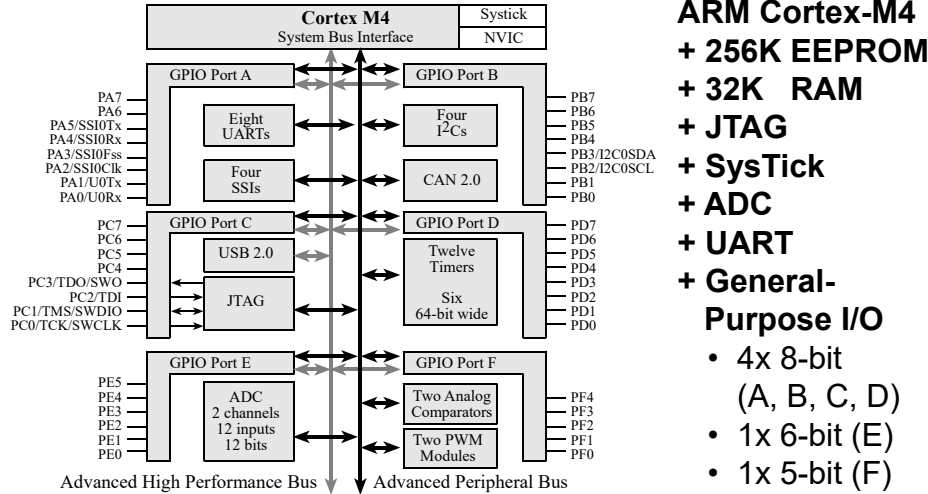 Cortex M4
System Bus Interface
Systick
NVIC
GPIO Port A
PA7
PA6
PA5/SSI0Tx
PA4/SSI0Rx
PA3/SSI0Fss
PA2/SSI0Clk
PA1/U0Tx
PA0/U0Rx
Eight
UARTs
Four
SSIs
GPIO Port B
Four
I2Cs
CAN 2.0
PB7
PB6
PB5
PB4
PB3/I2C0SDA
PB2/I2C0SCL
PB1
PB0
GPIO Port C
PC7
PC6
PC5
PC4
PC3/TDO/SWO
PC2/TDI
PC1/TMS/SWDIO
PC0/TCK/SWCLK
USB 2.0
JTAG
GPIO Port D
Twelve
Timers
Six
64-bit wide
PD7
PD6
PD5
PD4
PD3
PD2
PD1
PD0
GPIO Port E
PE5
PE4
PE3
PE2
PE1
PE0
ADC
2 channels
12 inputs
12 bits
GPIO Port F
Two Analog
Comparators
Two PWM
Modules
PF4
PF3
PF2
PF1
PF0
Advanced High Performance Bus
Advanced Peripheral Bus
ARM Cortex-M4
+ 256K EEPROM
+ 32K RAM
+ JTAG
+ SysTick
+ ADC
+ UART
+ General-
Purpose I/O
• 4x 8-bit
(A, B, C, D)
• 1x 6-bit (E)
• 1x 5-bit (F)